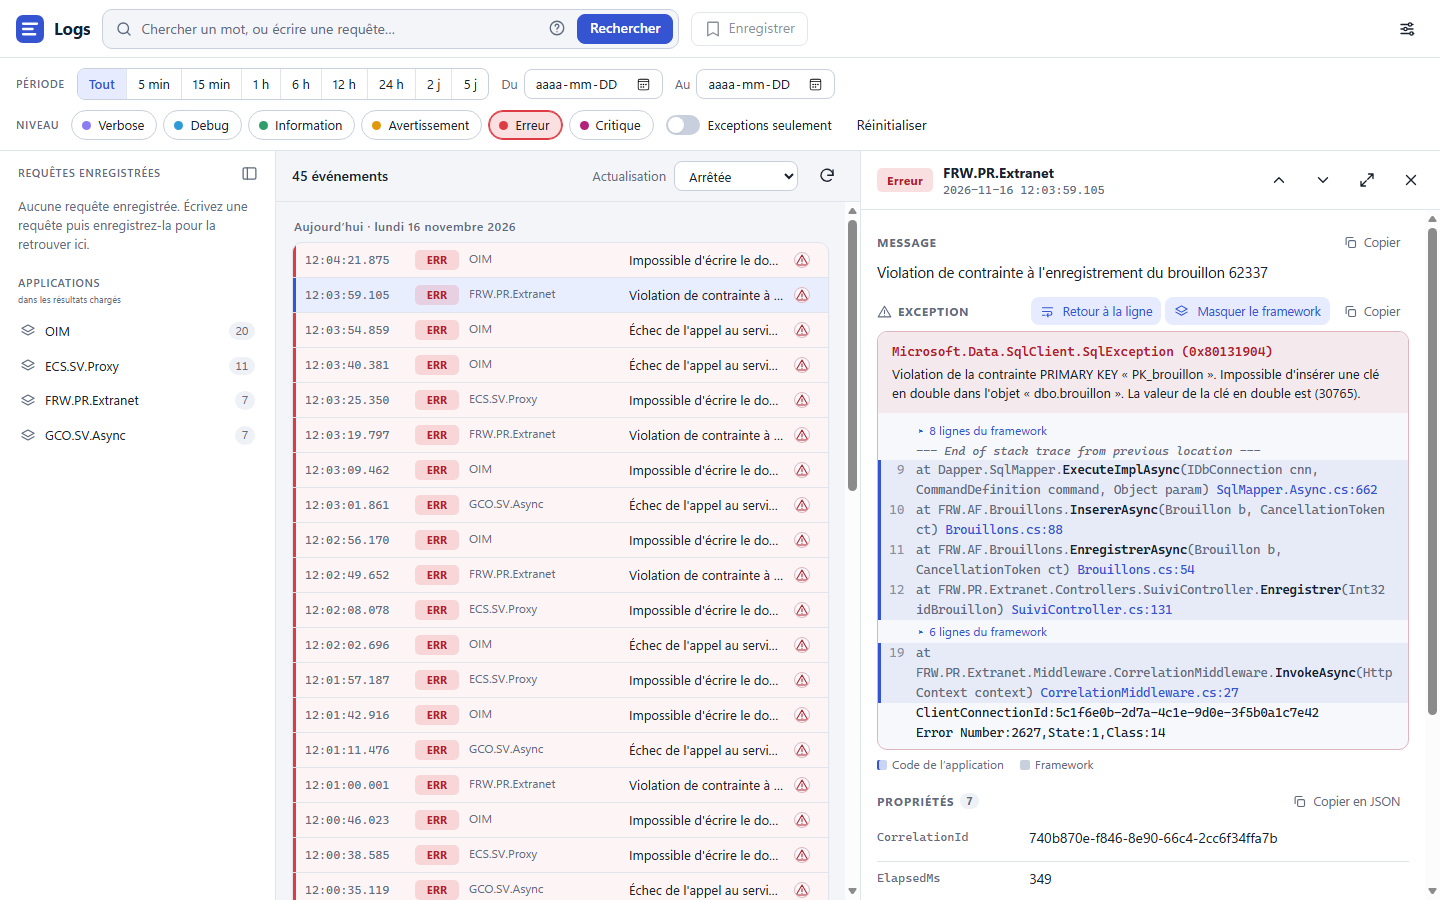 Logs
Chercher un mot, ou écrire une requête...
Rechercher
Enregistrer
PÉRIODE
Tout
5 min
15 min
1 h
6 h
12 h
24 h
2 j
5 j
Du
aaaa-mm-DD
Au
aaaa-mm-DD
NIVEAU
Verbose
Debug
Information
Avertissement
Erreur
Critique
Exceptions seulement
Réinitialiser
REQUÊTES ENREGISTRÉES
Aucune requête enregistrée. Écrivez une
requête puis enregistrez-la pour la
retrouver ici.
APPLICATIONS
dans les résultats chargés
OIM 20
ECS.SV.Proxy 11
FRW.PR.Extranet 7
GCO.SV.Async 7
45 événements
Actualisation
Arrêtée
Aujourd'hui · lundi 16 novembre 2026
12:04:21.875 ERR OIM Impossible d'écrire le do...
12:03:59.105 ERR FRW.PR.Extranet Violation de contrainte à ...
12:03:54.859 ERR OIM Échec de l'appel au servi...
12:03:40.381 ERR OIM Échec de l'appel au servi...
12:03:25.350 ERR ECS.SV.Proxy Impossible d'écrire le do...
12:03:19.797 ERR FRW.PR.Extranet Violation de contrainte à ...
12:03:09.462 ERR OIM Impossible d'écrire le do...
12:03:01.861 ERR GCO.SV.Async Échec de l'appel au servi...
12:02:56.170 ERR OIM Impossible d'écrire le do...
12:02:49.652 ERR FRW.PR.Extranet Violation de contrainte à ...
12:02:08.078 ERR ECS.SV.Proxy Impossible d'écrire le do...
12:02:02.696 ERR OIM Échec de l'appel au servi...
12:01:57.187 ERR ECS.SV.Proxy Impossible d'écrire le do...
12:01:42.916 ERR OIM Impossible d'écrire le do...
12:01:11.476 ERR GCO.SV.Async Échec de l'appel au servi...
12:01:00.001 ERR FRW.PR.Extranet Violation de contrainte à ...
12:00:46.023 ERR OIM Impossible d'écrire le do...
12:00:38.585 ERR ECS.SV.Proxy Impossible d'écrire le do...
12:00:35.119 ERR GCO.SV.Async Échec de l'appel au servi...
Erreur
FRW.PR.Extranet
2026-11-16 12:03:59.105
MESSAGE
Copier
Violation de contrainte à l'enregistrement du brouillon 62337
EXCEPTION
Retour à la ligne
Masquer le framework
Copier
Microsoft.Data.SqlClient.SqlException (0x80131904)
Violation de la contrainte PRIMARY KEY « PK_brouillon ». Impossible d'insérer une clé
en double dans l'objet « dbo.brouillon ». La valeur de la clé en double est (30765).
8 lignes du framework
--- End of stack trace from previous location ---
9 at Dapper.SqlMapper.ExecuteImplAsync(IDbConnection cnn,
CommandDefinition command, Object param) SqlMapper.Async.cs:662
10 at FRW.AF.Brouillons.InsererAsync(Brouillon b, CancellationToken
ct) Brouillons.cs:88
11 at FRW.AF.Brouillons.EnregistrerAsync(Brouillon b,
CancellationToken ct) Brouillons.cs:54
12 at FRW.PR.Extranet.Controllers.SuiviController.Enregistrer(Int32
idBrouillon) SuiviController.cs:131
6 lignes du framework
19 at
FRW.PR.Extranet.Middleware.CorrelationMiddleware.InvokeAsync(Http
Context context) CorrelationMiddleware.cs:27
ClientConnectionId:5c1f6e0b-2d7a-4c1e-9d0e-3f5b0a1c7e42
Error Number:2627,State:1,Class:14
Code de l'application
Framework
PROPRIÉTÉS 7
Copier en JSON
CorrelationId 740b870e-f846-8e90-66c4-2cc6f34ffa7b
ElapsedMs 349